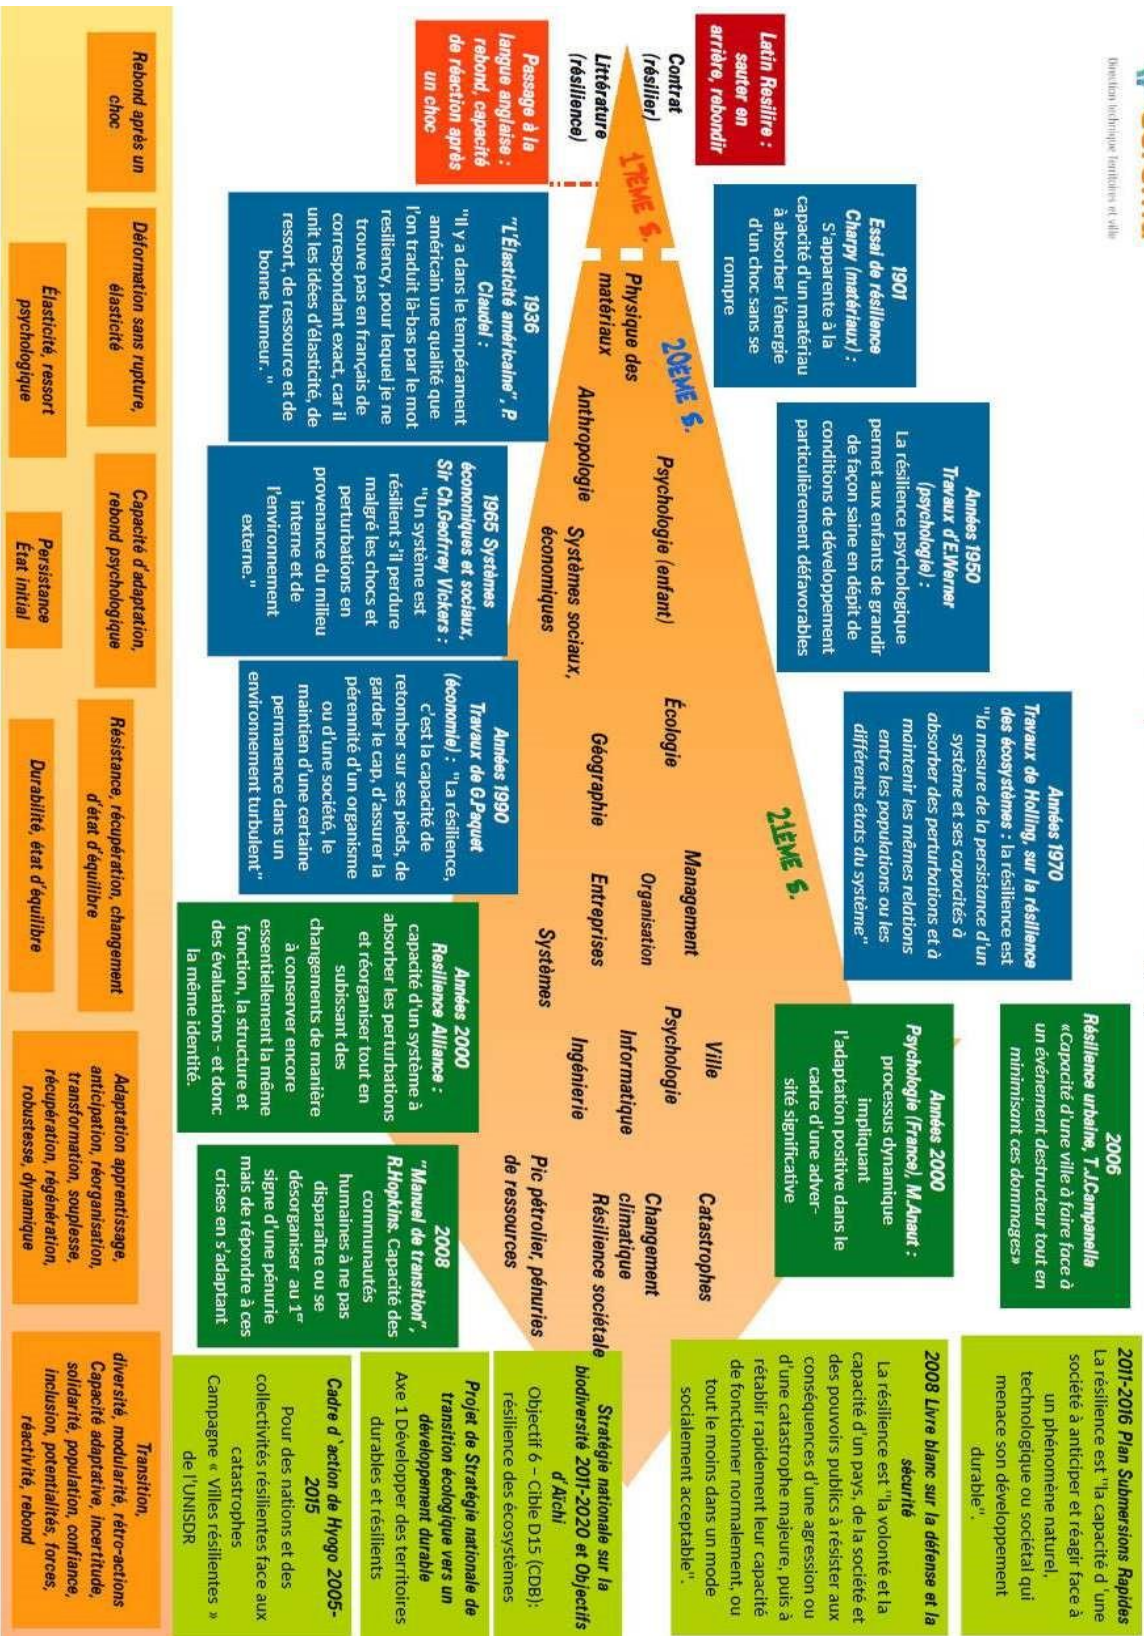 Direction technique Territoires et ville
Latin Resilire :
sauter en
arrière, rebondir
Contrat
(résilier)
Littérature
(résilience)
Passage à la
langue anglaise :
rebond, capacité
de réaction après
un choc
17ÈME S.
1901
Essai de résilience
Charpy (matériaux) :
S'apparente à la
capacité d'un matériau
à absorber l'énergie
d'un choc sans se
rompre
Physique des
matériaux
20ÈME S.
"1936
"L'Élasticité américaine", P.
Claudel :
"Il y a dans le tempérament
américain une qualité que
l'on traduit là-bas par le mot
resiliency, pour lequel je ne
trouve pas en français de
correspondant exact, car il
unit les idées d'élasticité, de
ressort, de ressource et de
bonne humeur. "
Anthropologie
Années 1950
Travaux d'E.Werner
(psychologie) :
La résilience psychologique
permet aux enfants de grandir
de façon saine en dépit de
conditions de développement
particulièrement défavorables
Psychologie (enfant)
Systèmes sociaux,
économiques
1965 Systèmes
économiques et sociaux,
Sir Ch.Geofrey Vickers :
"Un système est
résilient s'il perdure
malgré les chocs et
perturbations en
provenance du milieu
interne et de
l'environnement
externe."
Années 1970
Travaux de Holling, sur la résilience
des écosystèmes : la résilience est
"la mesure de la persistance d'un
système et ses capacités à
absorber des perturbations et à
maintenir les mêmes relations
entre les populations ou les
différents états du système"
Écologie
Géographie
Années 1990
Travaux de G.Paquet
(économie) : "La résilience,
c'est la capacité de
retomber sur ses pieds, de
garder le cap, d'assurer la
pérennité d'un organisme
ou d'une société, le
maintien d'une certaine
permanence dans un
environnement turbulent"
21ÈME S.
Management
Organisation
Entreprises
Systèmes
Années 2000
Resilience Alliance :
capacité d'un système à
absorber les perturbations
et réorganiser tout en
subissant des
changements de manière
à conserver encore
essentiellement la même
fonction, la structure et
des évaluations - et donc
la même identité.
2006
Résilience urbaine, T.J.Campanella
«Capacité d'une ville à faire face à
un événement destructeur tout en
minimisant ces dommages»
Années 2000
Psychologie (France), M.Anaut :
processus dynamique
impliquant
l'adaptation positive dans le
cadre d'une adver-
sité significative
Ville
Psychologie
Informatique
Ingénierie
Catastrophes
Changement
climatique
Résilience sociétale
Pic pétrolier, pénuries
de ressources
2008
"Manuel de transition",
R.Hopkins. Capacité des
communautés
humaines à ne pas
disparaître ou se
désorganiser au 1er
signe d'une pénurie
mais de répondre à ces
crises en s'adaptant
2011-2016 Plan Submersions Rapides
La résilience est "la capacité d'une
société à anticiper et réagir face à
un phénomène naturel,
technologique ou sociétal qui
menace son développement
durable".
2008 Livre blanc sur la défense et la
sécurité
La résilience est "la volonté et la
capacité d'un pays, de la société et
des pouvoirs publics à résister aux
conséquences d'une agression ou
d'une catastrophe majeure, puis à
rétablir rapidement leur capacité
de fonctionner normalement, ou
tout le moins dans un mode
socialement acceptable".
Stratégie nationale sur la
biodiversité 2011-2020 et Objectifs
d'Aïchi
Objectif 6 – Cible D15 (CDB):
résilience des écosystèmes
Projet de Stratégie nationale de
transition écologique vers un
développement durable
Axe 1 Développer des territoires
durables et résilients
Cadre d'action de Hyogo 2005-
2015
Pour des nations et des
collectivités résilientes face aux
catastrophes
Campagne « Villes résilientes »
de l'UNISDR
Rebond après un
choc
Déformation sans rupture,
élasticité
Élasticité, ressort
psychologique
Capacité d'adaptation,
rebond psychologique
Persistance
État initial
Résistance, récupération, changement
d'état d'équilibre
Durabilité, état d'équilibre
Adaptation apprentissage,
anticipation, réorganisation,
transformation, souplesse,
récupération, régénération,
robustesse, dynamique
Transition,
diversité, modularité, rétro-actions
Capacité adaptative, incertitude,
solidarité, population, confiance,
inclusion, potentialités, forces,
réactivité, rebond